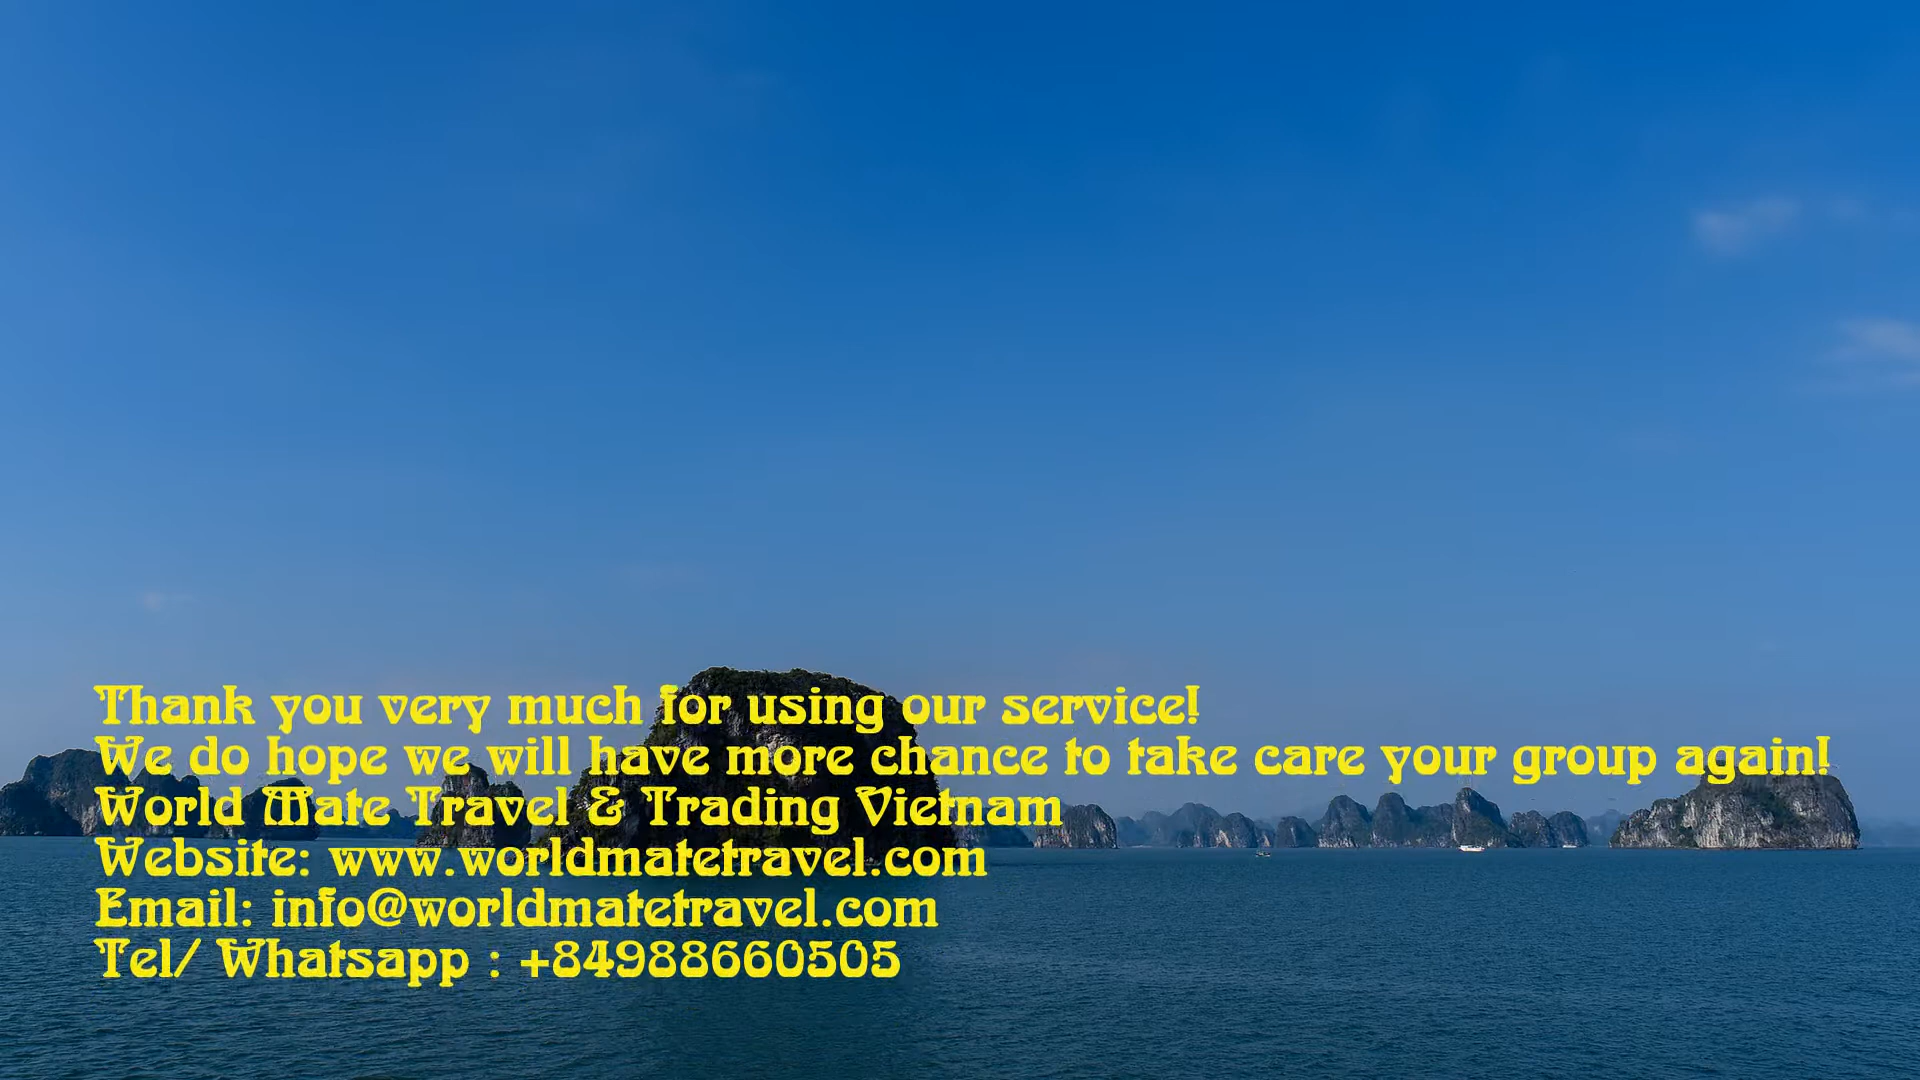 Thank you very much for using our service!
We do hope we will have more chance to take care your group again!
World Mate Travel & Trading Vietnam
Website: www.worldmatetravel.com
Email: info@worldmatetravel.com
Tel/ Whatsapp : +84988660505